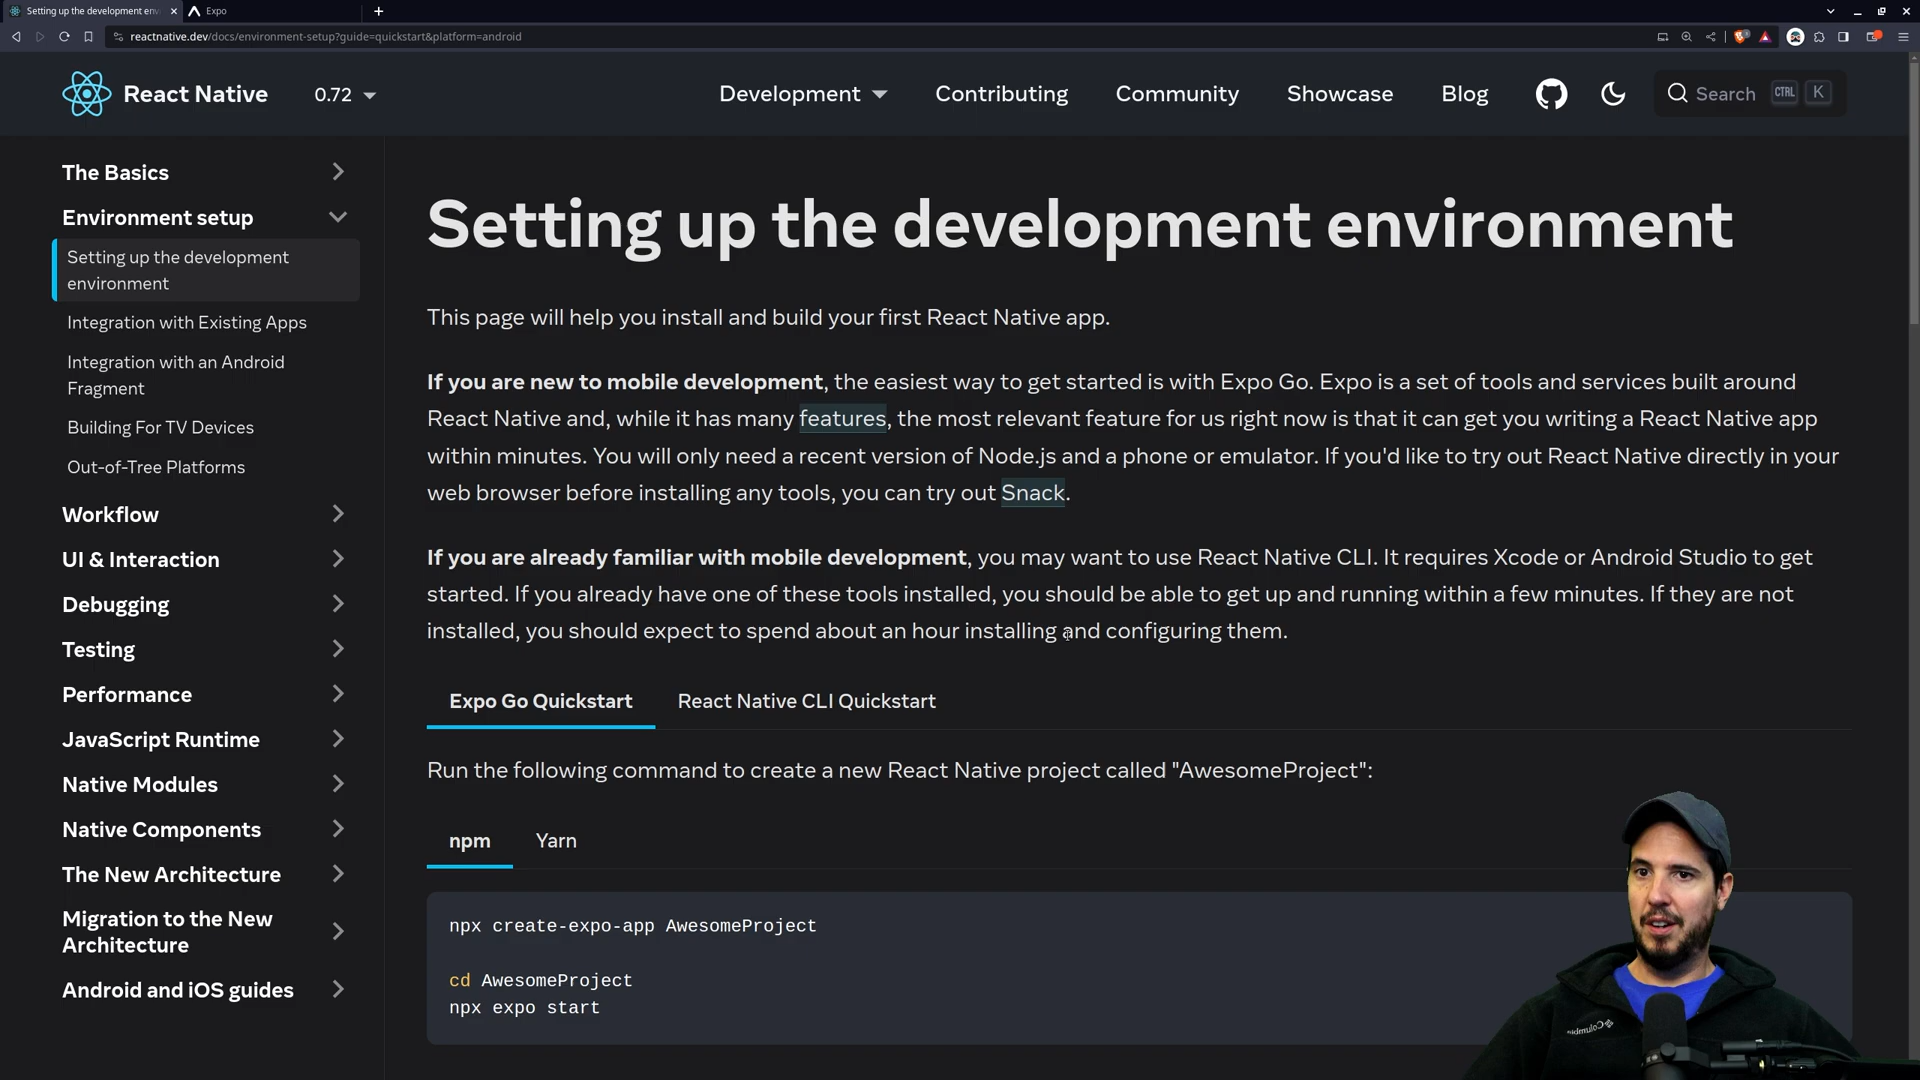 Setting up the development env
Expo
reactnative.dev/docs/environment-setup?guide=quickstart&platform=android
React Native
0.72
Development
Contributing
Community
Showcase
Blog
Search
CTRL
K
The Basics
Environment setup
Setting up the development
environment
Integration with Existing Apps
Integration with an Android
Fragment
Building For TV Devices
Out-of-Tree Platforms
Workflow
UI & Interaction
Debugging
Testing
Performance
JavaScript Runtime
Native Modules
Native Components
The New Architecture
Migration to the New
Architecture
Android and iOS guides
Setting up the development environment
This page will help you install and build your first React Native app.
If you are new to mobile development, the easiest way to get started is with Expo Go. Expo is a set of tools and services built around
React Native and, while it has many features, the most relevant feature for us right now is that it can get you writing a React Native app
within minutes. You will only need a recent version of Node.js and a phone or emulator. If you'd like to try out React Native directly in your
web browser before installing any tools, you can try out Snack.
If you are already familiar with mobile development, you may want to use React Native CLI. It requires Xcode or Android Studio to get
started. If you already have one of these tools installed, you should be able to get up and running within a few minutes. If they are not
installed, you should expect to spend about an hour installing and configuring them.
Expo Go Quickstart
React Native CLI Quickstart
Run the following command to create a new React Native project called "AwesomeProject":
npm
Yarn
npx create-expo-app AwesomeProject
cd AwesomeProject
npx expo start
Columbia